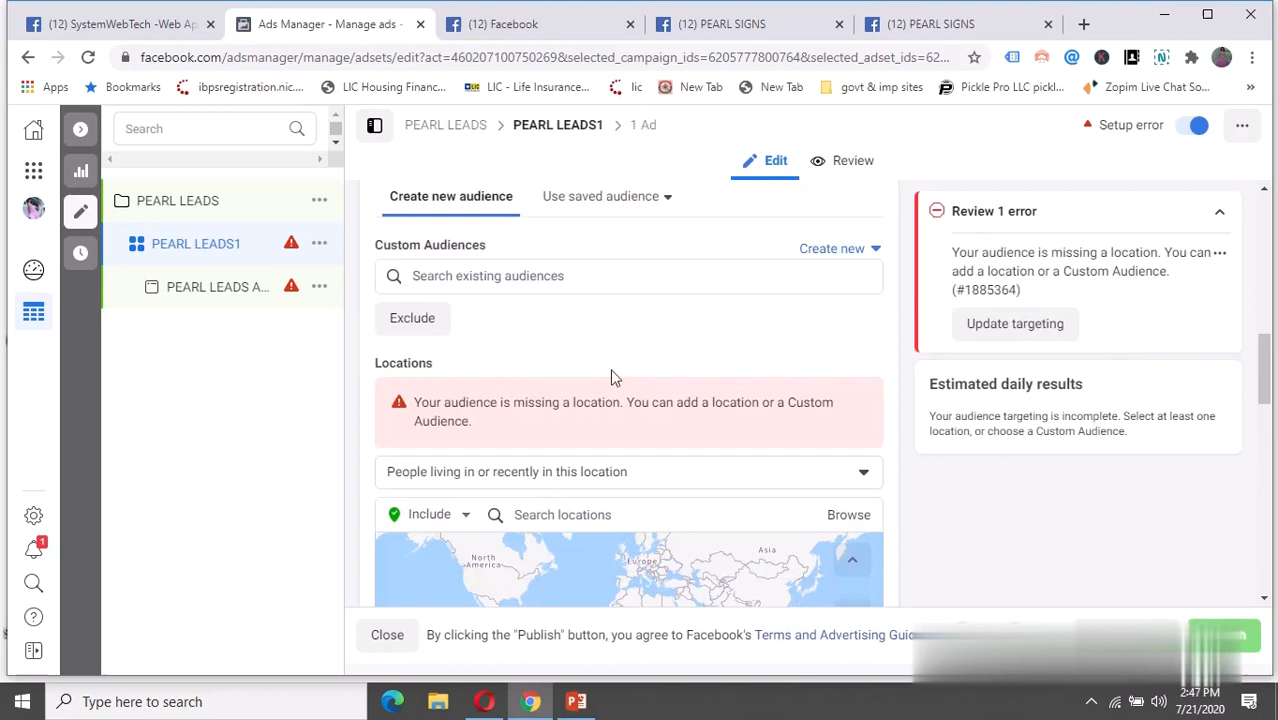 (12) SystemWebTech -Web Ap
Ads Manager - Manage ads -
(12) Facebook
(12) PEARL SIGNS
(12) PEARL SIGNS
facebook.com/adsmanager/manage/adsets/edit?act=460207100750269&selected_campaign_ids=6205777800764&selected_adset_ids=62...
Apps
Bookmarks
ibpsregistration.nic....
LIC Housing Financ...
LIC - Life Insuranc...
lic
New Tab
New Tab
govt & imp sites
Pickle Pro LLC pickl...
Zopim Live Chat So...
Search
PEARL LEADS
PEARL LEADS1
1 Ad
Setup error
Edit
Review
PEARL LEADS
PEARL LEADS1
PEARL LEADS A...
Create new audience
Use saved audience
Custom Audiences
Create new
Search existing audiences
Exclude
Locations
Your audience is missing a location. You can add a location or a Custom
Audience.
People living in or recently in this location
Include
Search locations
Browse
North
America
Europe
Asia
Review 1 error
Your audience is missing a location. You can
add a location or a Custom Audience.
(#1885364)
Update targeting
Estimated daily results
Your audience targeting is incomplete. Select at least one
location, or choose a Custom Audience.
Close
By clicking the "Publish" button, you agree to Facebook's Terms and Advertising
1
Type here to search
2:47 PM
7/21/2020